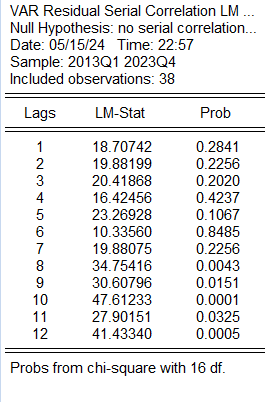 VAR Residual Serial Correlation LM ...
Null Hypothesis: no serial correlation...
Date: 05/15/24 Time: 22:57
Sample: 2013Q1 2023Q4
Included observations: 38
Lags LM-Stat Prob
1 18.70742 0.2841
2 19.88199 0.2256
3 20.41868 0.2020
4 16.42456 0.4237
5 23.26928 0.1067
6 10.33560 0.8485
7 19.88075 0.2256
8 34.75416 0.0043
9 30.60796 0.0151
10 47.61233 0.0001
11 27.90151 0.0325
12 41.43340 0.0005
Probs from chi-square with 16 df.